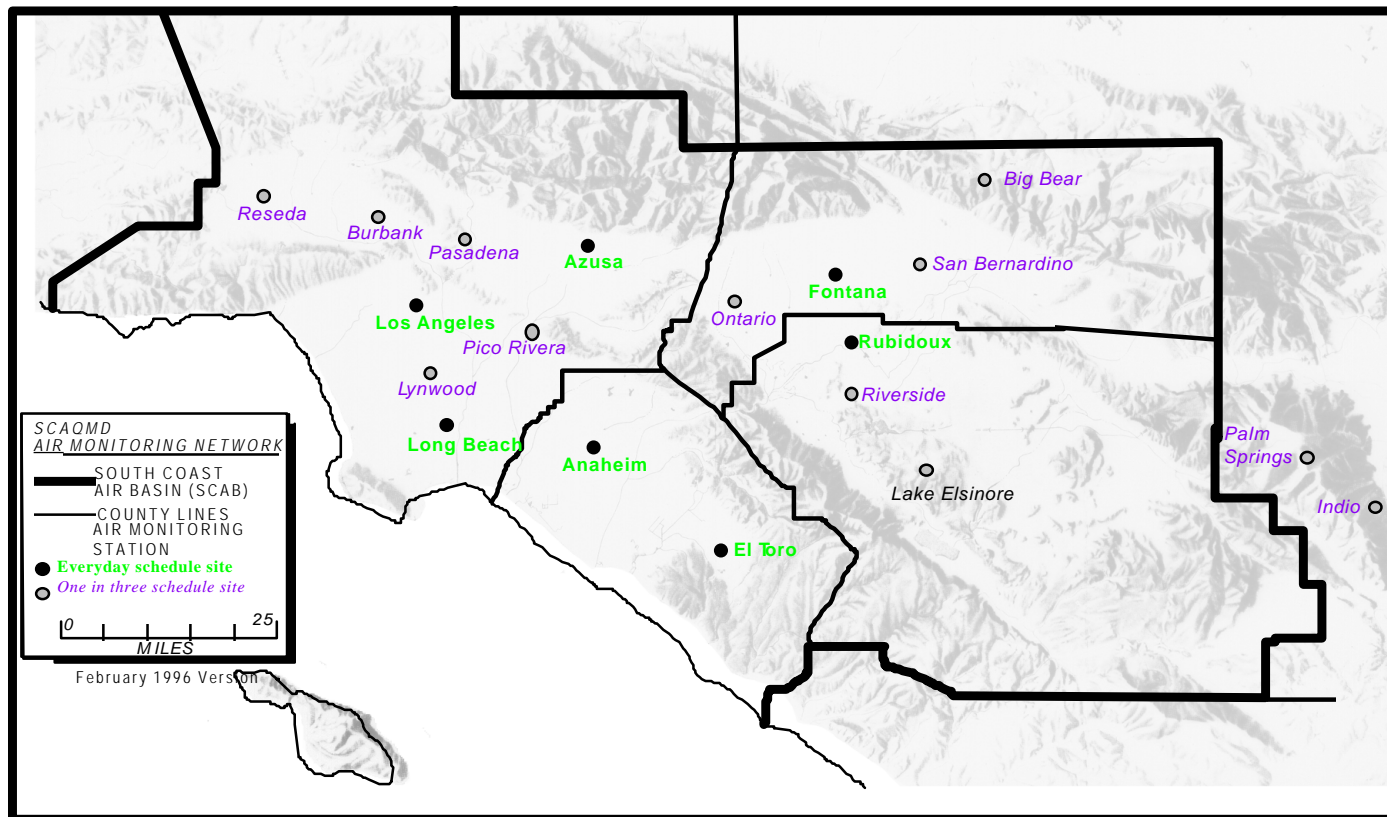 Big Bear
Reseda
Burbank
Pasadena
Azusa
San Bernardino
Fontana
Ontario
Los Angeles
Pico Rivera
Rubidoux
Lynwood
Riverside
Long Beach
Anaheim
Lake Elsinore
Palm
Springs
Indio
El Toro
SCAQMD
AIR MONITORING NETWORK
SOUTH COAST
AIR BASIN (SCAB)
COUNTY LINES
AIR MONITORING
STATION
Everyday schedule site
One in three schedule site
0 25
MILES
February 1996 Version